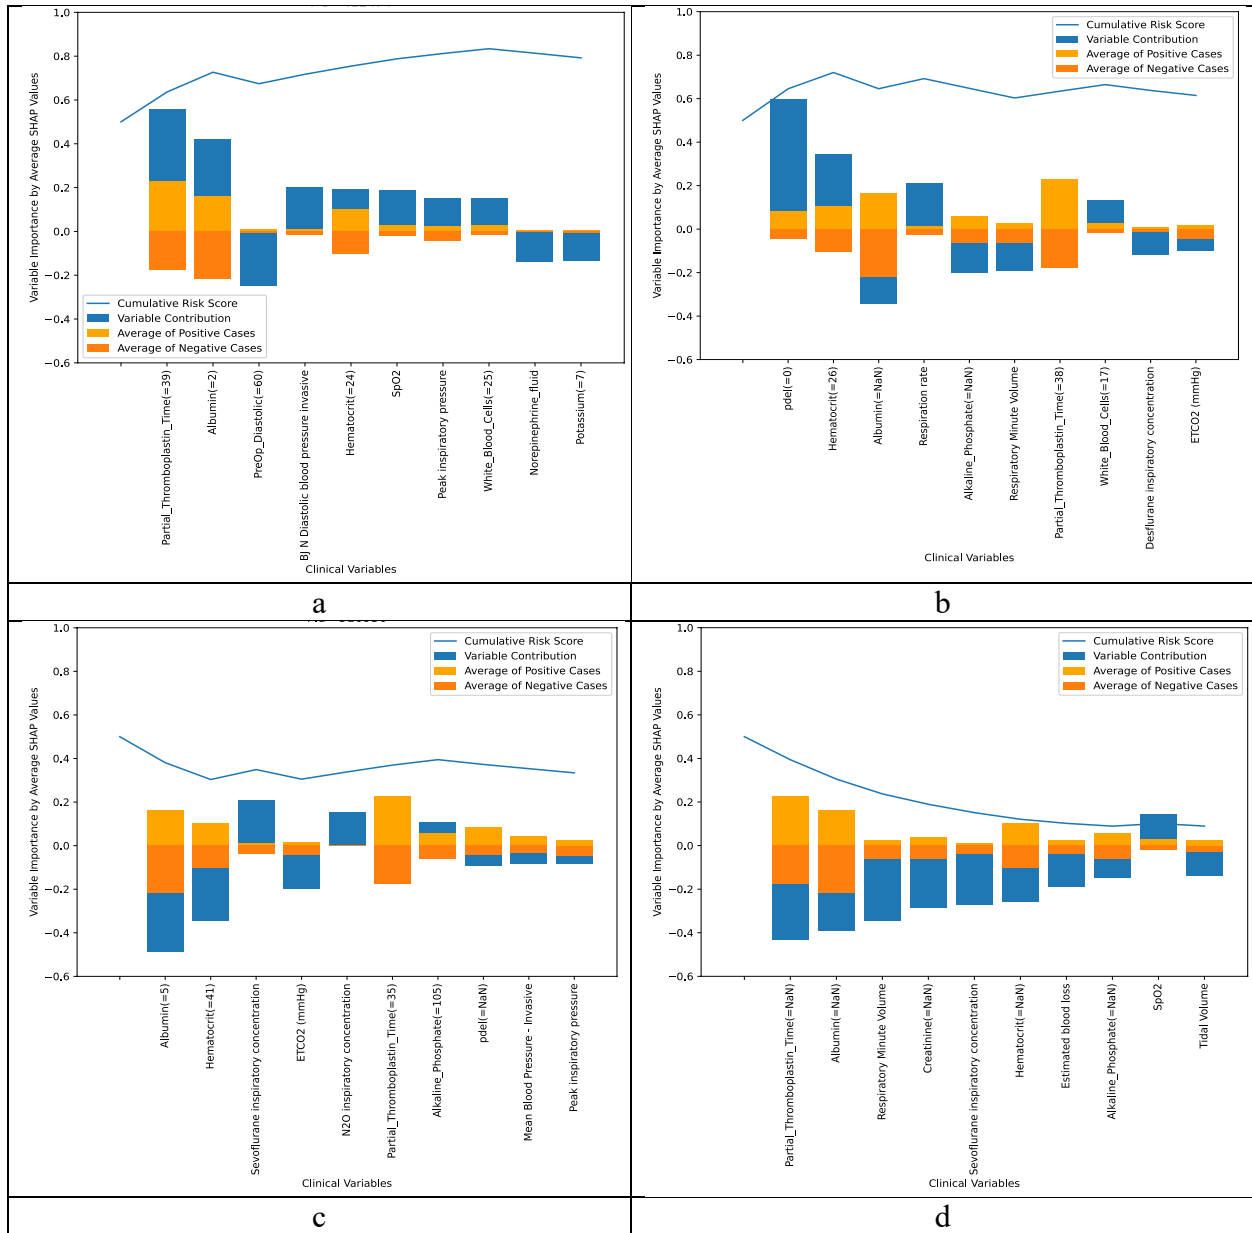 1.0
0.8
0.6
0.4
0.2
0.0
−0.2
−0.4
−0.6
Variable Importance by Average SHAP Values
Cumulative Risk Score
Variable Contribution
Average of Positive Cases
Average of Negative Cases
Partial_Thromboplastin_Time(=39)
Albumin(=2)
PreOp_Diastolic(=60)
BJ N Diastolic blood pressure invasive
Hematocrit(=24)
SpO2
Peak inspiratory pressure
White_Blood_Cells(=25)
Norepinephrine_fluid
Potassium(=7)
Clinical Variables
a
1.0
0.8
0.6
0.4
0.2
0.0
−0.2
−0.4
−0.6
Variable Importance by Average SHAP Values
Cumulative Risk Score
Variable Contribution
Average of Positive Cases
Average of Negative Cases
pdel(=0)
Hematocrit(=26)
Albumin(=NaN)
Respiration rate
Alkaline_Phosphate(=NaN)
Respiratory Minute Volume
Partial_Thromboplastin_Time(=38)
White_Blood_Cells(=17)
Desflurane inspiratory concentration
ETCO2 (mmHg)
Clinical Variables
b
1.0
0.8
0.6
0.4
0.2
0.0
−0.2
−0.4
−0.6
Variable Importance by Average SHAP Values
Cumulative Risk Score
Variable Contribution
Average of Positive Cases
Average of Negative Cases
Albumin(=5)
Hematocrit(=41)
Sevoflurane inspiratory concentration
ETCO2 (mmHg)
N2O inspiratory concentration
Partial_Thromboplastin_Time(=35)
Alkaline_Phosphate(=105)
pdel(=NaN)
Mean Blood Pressure - Invasive
Peak inspiratory pressure
Clinical Variables
c
1.0
0.8
0.6
0.4
0.2
0.0
−0.2
−0.4
−0.6
Variable Importance by Average SHAP Values
Cumulative Risk Score
Variable Contribution
Average of Positive Cases
Average of Negative Cases
Partial_Thromboplastin_Time(=NaN)
Albumin(=NaN)
Respiratory Minute Volume
Creatinine(=NaN)
Sevoflurane inspiratory concentration
Hematocrit(=NaN)
Estimated blood loss
Alkaline_Phosphate(=NaN)
SpO2
Tidal Volume
Clinical Variables
d